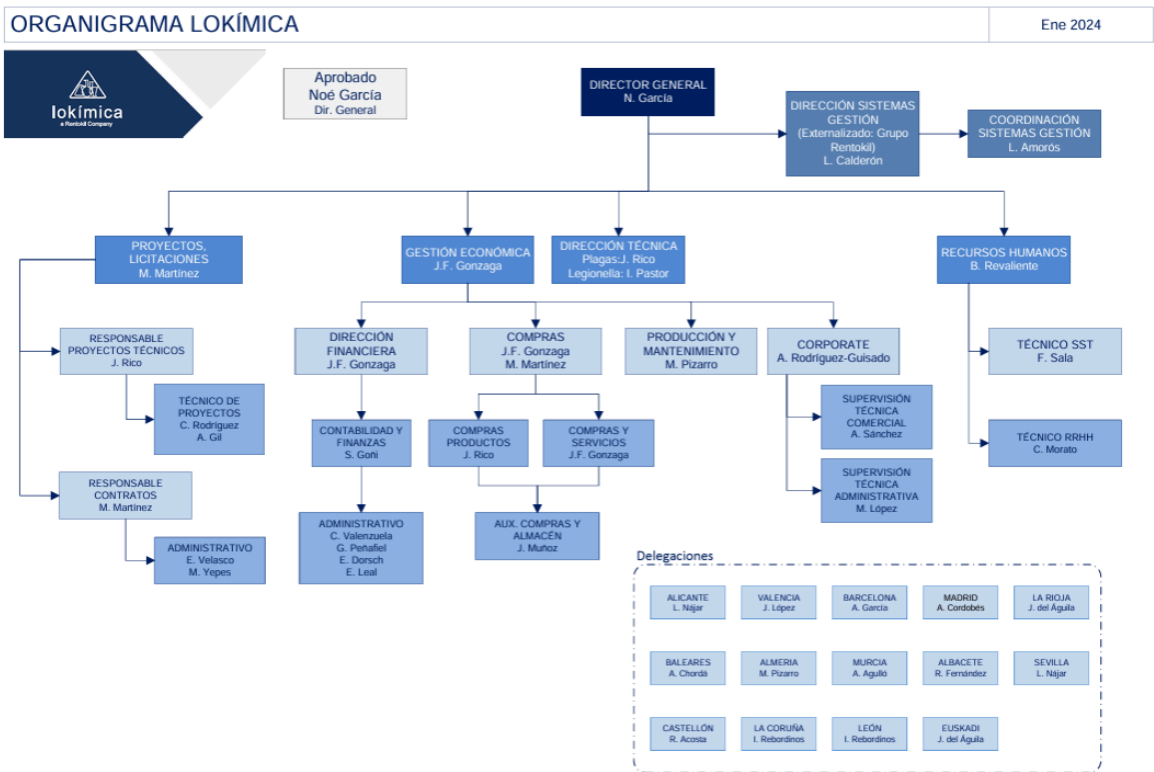 ORGANIGRAMA LOKÍMICA
Ene 2024
lokímica
a Rentokil Company
Aprobado
Noé García
Dir. General
DIRECTOR GENERAL
N. García
DIRECCIÓN SISTEMAS
GESTIÓN
(Externalizado: Grupo
Rentokil)
L. Calderón
COORDINACIÓN
SISTEMAS GESTIÓN
L. Amorós
PROYECTOS,
LICITACIONES
M. Martínez
GESTIÓN ECONÓMICA
J.F. Gonzaga
DIRECCIÓN TÉCNICA
Plagas:J. Rico
Legionella: I. Pastor
RECURSOS HUMANOS
B. Revaliente
RESPONSABLE
PROYECTOS TÉCNICOS
J. Rico
DIRECCIÓN
FINANCIERA
J.F. Gonzaga
COMPRAS
J.F. Gonzaga
M. Martínez
PRODUCCIÓN Y
MANTENIMIENTO
M. Pizarro
CORPORATE
A. Rodríguez-Guisado
TÉCNICO SST
F. Sala
TÉCNICO DE
PROYECTOS
C. Rodríguez
A. Gil
CONTABILIDAD Y
FINANZAS
S. Goñi
COMPRAS
PRODUCTOS
J. Rico
COMPRAS Y
SERVICIOS
J.F. Gonzaga
SUPERVISIÓN
TÉCNICA
COMERCIAL
A. Sánchez
TÉCNICO RRHH
C. Morato
RESPONSABLE
CONTRATOS
M. Martínez
SUPERVISIÓN
TÉCNICA
ADMINISTRATIVA
M. López
ADMINISTRATIVO
E. Velasco
M. Yepes
ADMINISTRATIVO
C. Valenzuela
G. Peñafiel
E. Dorsch
E. Leal
AUX. COMPRAS Y
ALMACÉN
J. Muñoz
Delegaciones
ALICANTE
L. Nájar
VALENCIA
J. López
BARCELONA
A. García
MADRID
A. Cordobés
LA RIOJA
J. del Águila
BALEARES
A. Chordá
ALMERIA
M. Pizarro
MURCIA
A. Agulló
ALBACETE
R. Fernández
SEVILLA
L. Nájar
CASTELLÓN
R. Acosta
LA CORUÑA
I. Rebordinos
LEÓN
I. Rebordinos
EUSKADI
J. del Águila